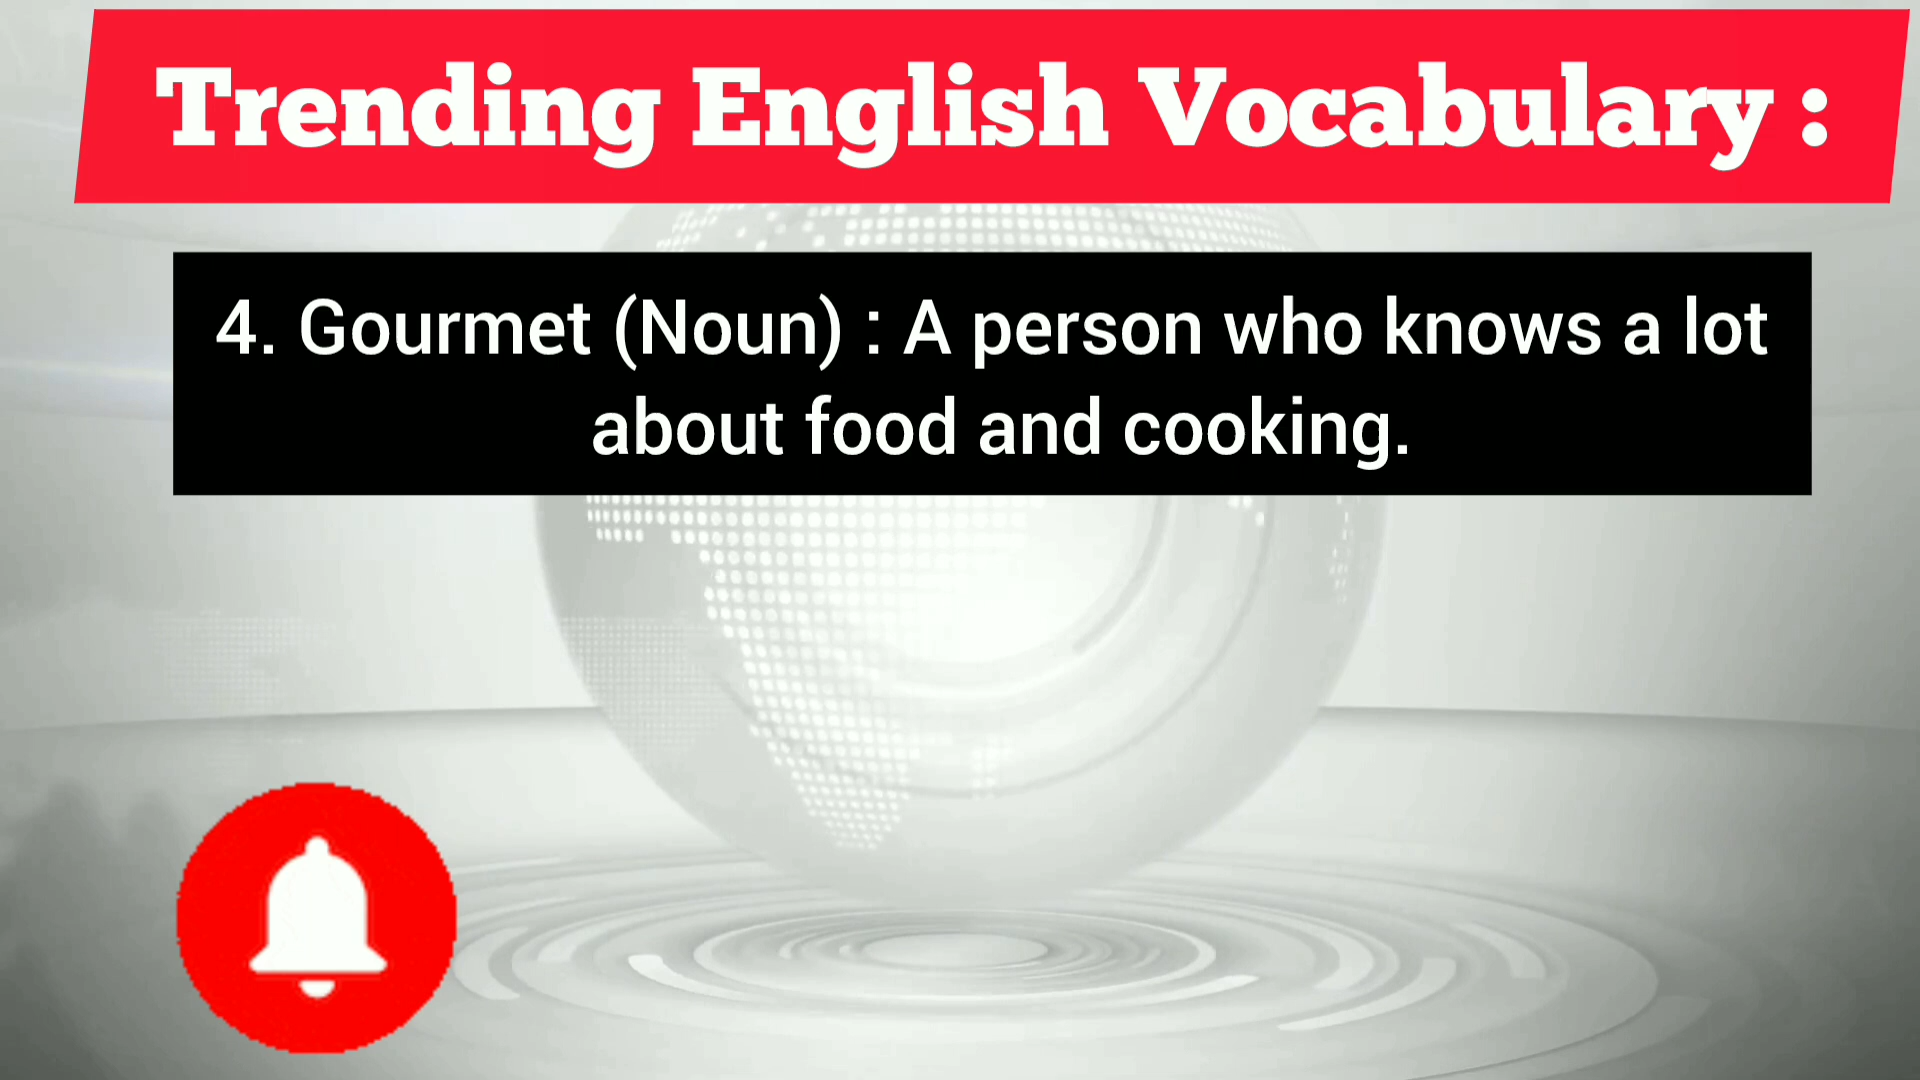 Trending English Vocabulary :
4. Gourmet (Noun) : A person who knows a lot
about food and cooking.